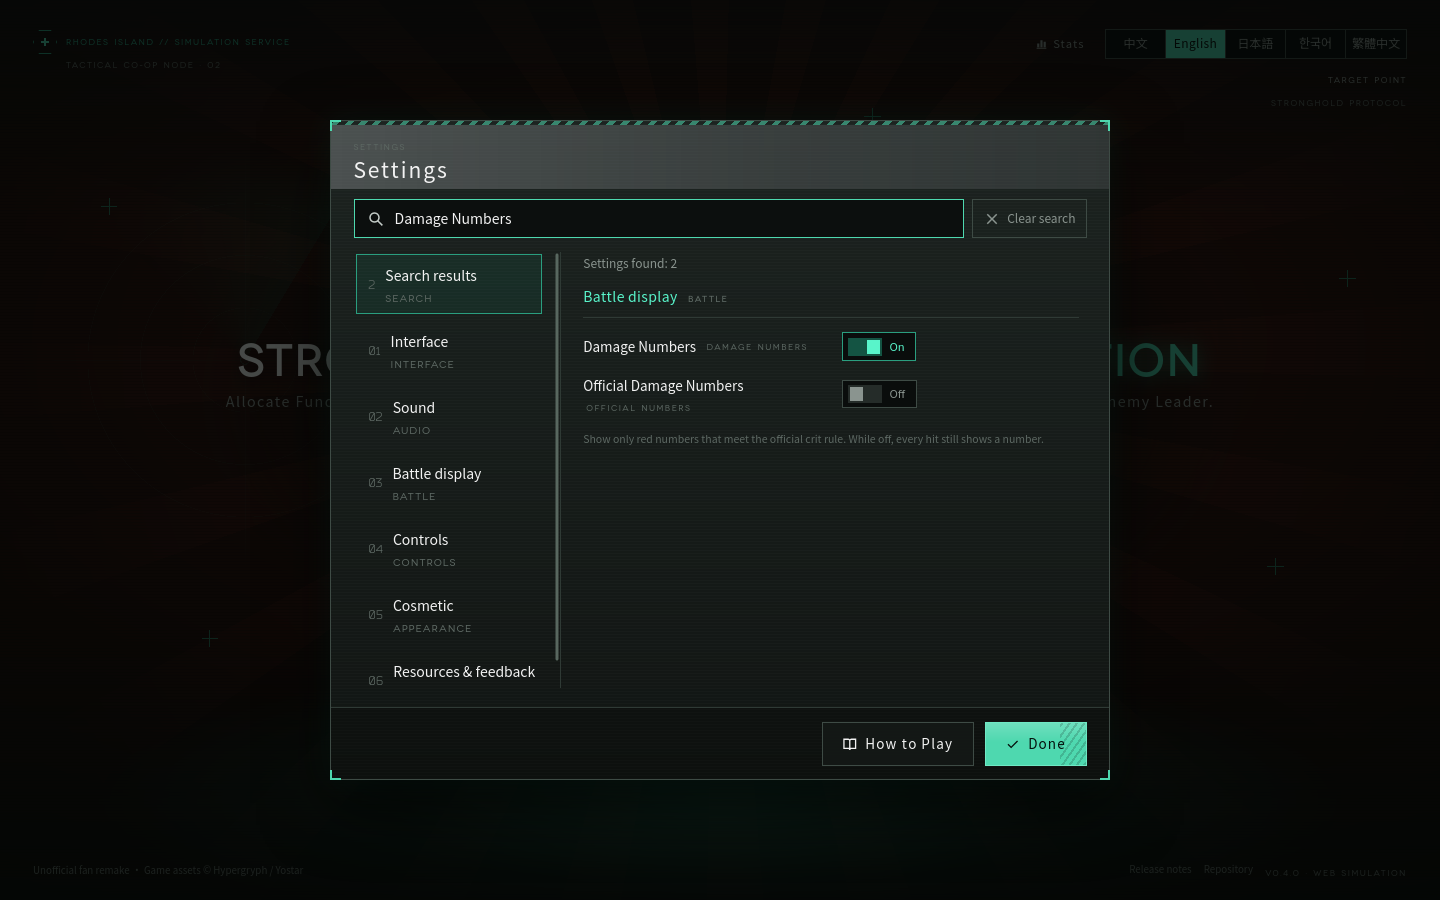 RHODES ISLAND // SIMULATION SERVICE
TACTICAL CO-OP NODE 02
Stats
中文
English
日本語
한국어
繁體中文
TARGET POINT
STRONGHOLD PROTOCOL
SETTINGS
Settings
Damage Numbers
Clear search
2
Search results
SEARCH
01
Interface
INTERFACE
02
Sound
AUDIO
03
Battle display
BATTLE
04
Controls
CONTROLS
05
Cosmetic
APPEARANCE
06
Resources & feedback
Settings found: 2
Battle display BATTLE
Damage Numbers DAMAGE NUMBERS
On
Official Damage Numbers
OFFICIAL NUMBERS
Off
Show only red numbers that meet the official crit rule. While off, every hit still shows a number.
How to Play
Done
Allocate
Leader.
Unofficial fan remake · Game assets © Hypergryph / Yostar
Release notes
Repository
V0.4.0
WEB SIMULATION